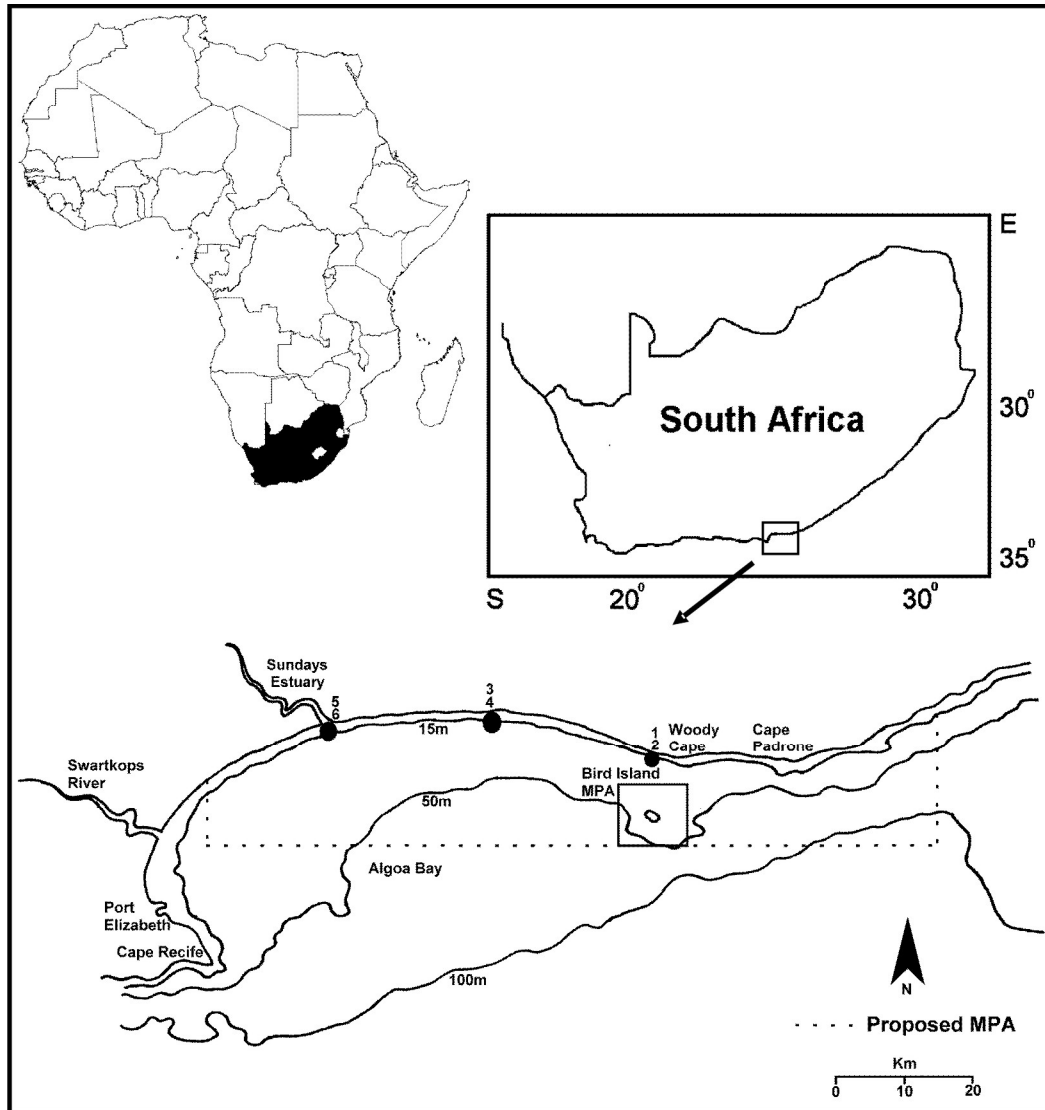 E
South Africa
30⁰
35⁰
S
20⁰
30⁰
Sundays
Estuary
5
6
3
4
15m
1
2
Woody
Cape
Cape
Padrone
Swartkops
River
Bird Island
MPA
50m
Algoa Bay
Port
Elizabeth
Cape Recife
100m
N
Proposed MPA
Km
0 10 20